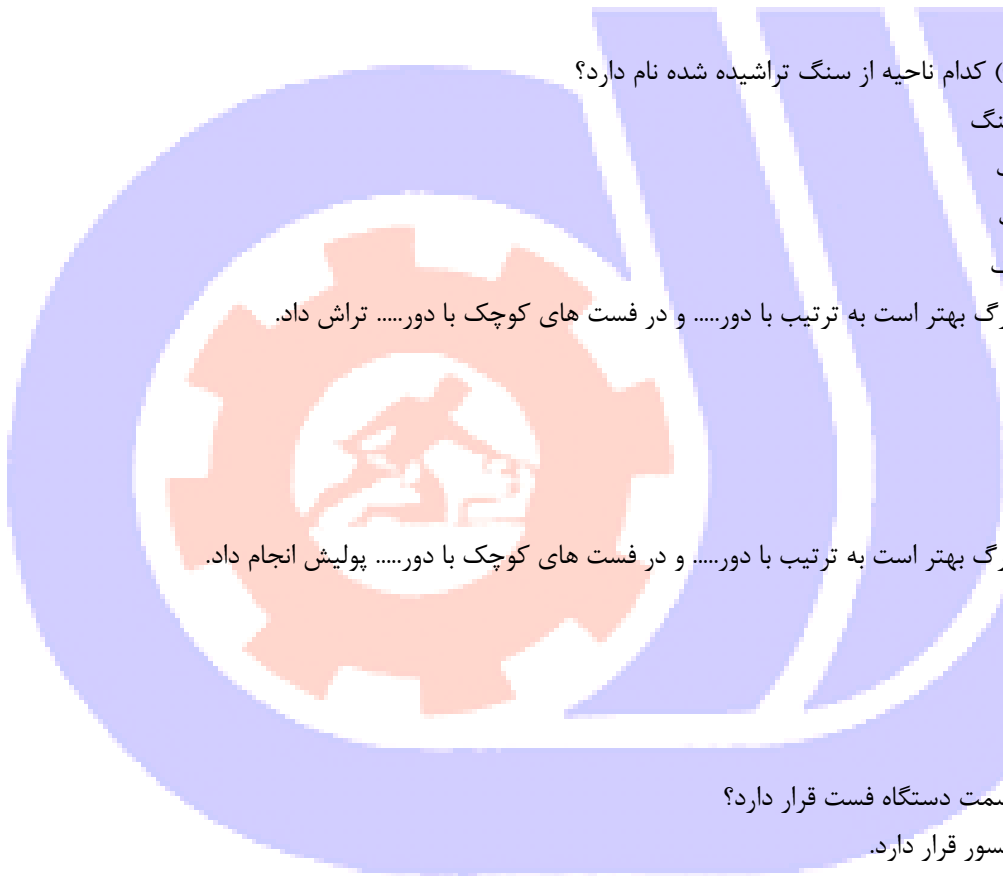 ) کدام ناحیه از سنگ تراشیده شده نام دارد؟
نگ
رگ بهتر است به ترتیب با دور..... و در فست های کوچک با دور..... تراش داد.
رگ بهتر است به ترتیب با دور..... و در فست های کوچک با دور..... پولیش انجام داد.
سمت دستگاه فست قرار دارد؟
سور قرار دارد.